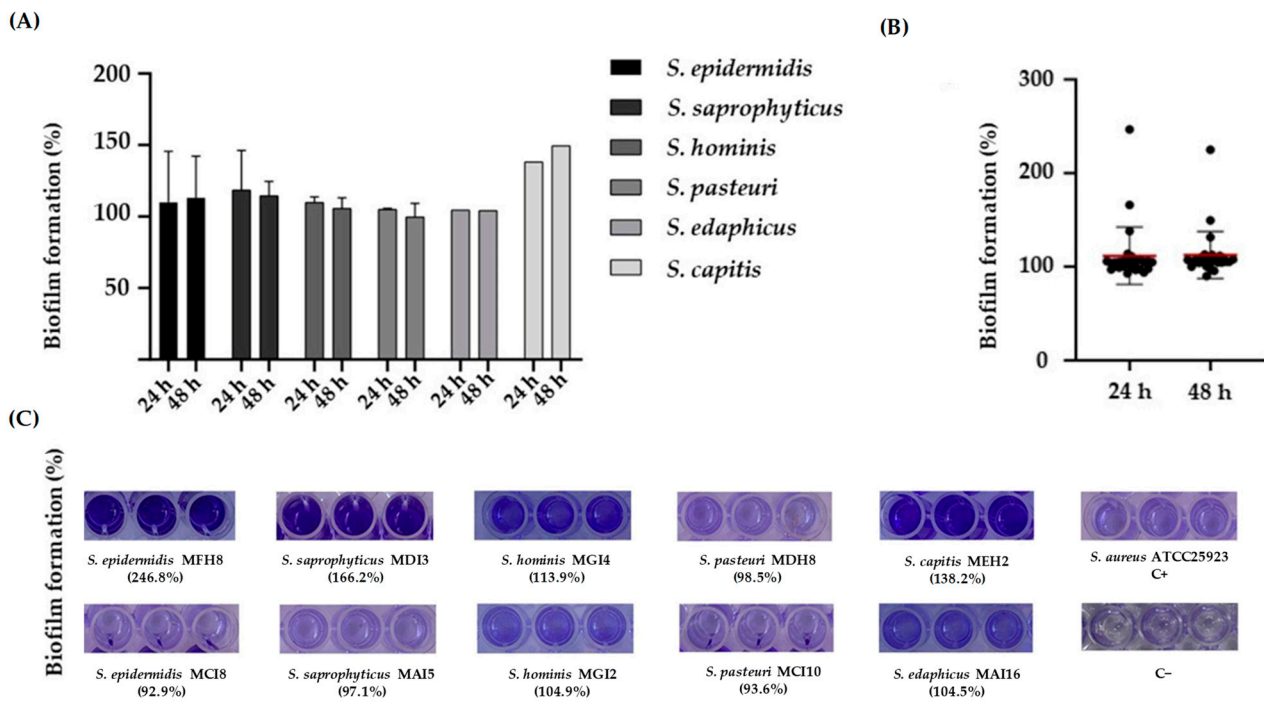 (A)
200
150
100
50
Biofilm formation (%)
24 h 48 h 24 h 48 h 24 h 48 h 24 h 48 h 24 h 48 h 24 h 48 h
S. epidermidis
S. saprophyticus
S. hominis
S. pasteuri
S. edaphicus
S. capitis
(B)
300
200
100
0
Biofilm formation (%)
24 h 48 h
(C)
Biofilm formation (%)
S. epidermidis MFH8
(246.8%)
S. saprophyticus MDI3
(166.2%)
S. hominis MGI4
(113.9%)
S. pasteuri MDH8
(98.5%)
S. capitis MEH2
(138.2%)
S. aureus ATCC25923
C+
S. epidermidis MCI8
(92.9%)
S. saprophyticus MAI5
(97.1%)
S. hominis MGI2
(104.9%)
S. pasteuri MCI10
(93.6%)
S. edaphicus MAI16
(104.5%)
C−